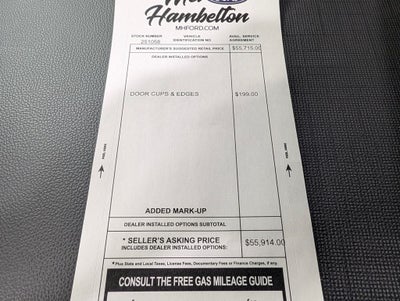 Mel
Hambelton
MHFORD.COM
STOCK NUMBER VEHICLE IDENTIFICATION NO. AVAIL. SERVICE AGREEMENT
251058
MANUFACTURER'S SUGGESTED RETAIL PRICE $55,715.00
DEALER INSTALLED OPTIONS
DOOR CUPS & EDGES $199.00
ADDED MARK-UP
DEALER INSTALLED OPTIONS SUBTOTAL
* SELLER'S ASKING PRICE
INCLUDES DEALER INSTALLED OPTIONS: $55,914.00
*Plus State and Local Taxes, License Fees, Documentary Fees or Finance Charges, if any.
CONSULT THE FREE GAS MILEAGE GUIDE